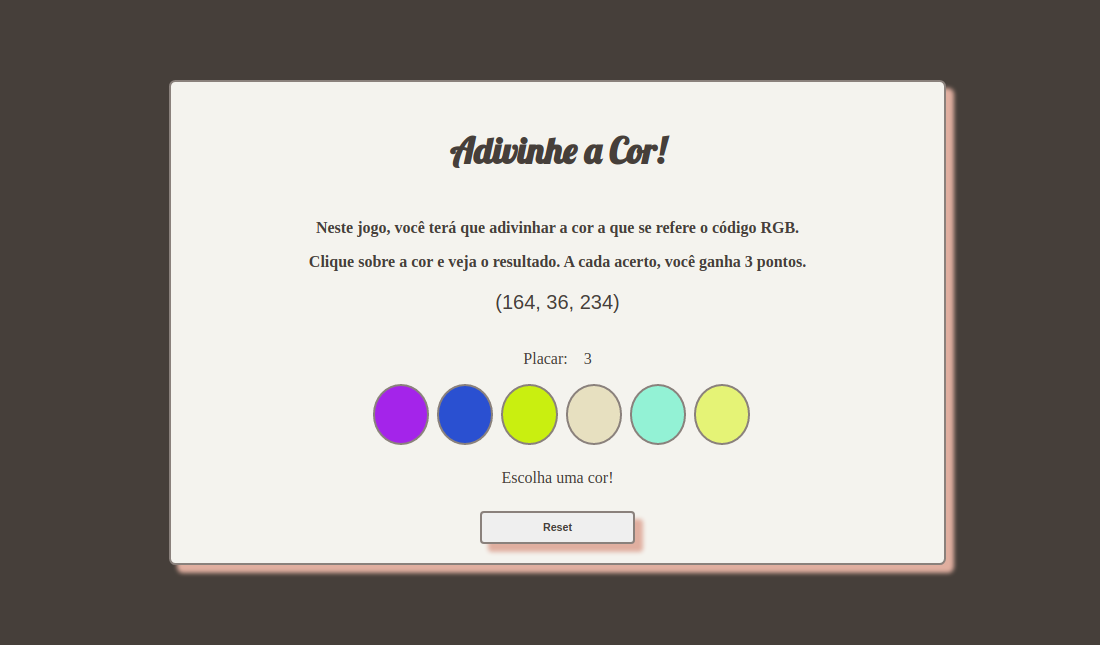 Adivinhe a Cor!
Neste jogo, você terá que adivinhar a cor a que se refere o código RGB.
Clique sobre a cor e veja o resultado. A cada acerto, você ganha 3 pontos.
(164, 36, 234)
Placar: 3
Escolha uma cor!
Reset